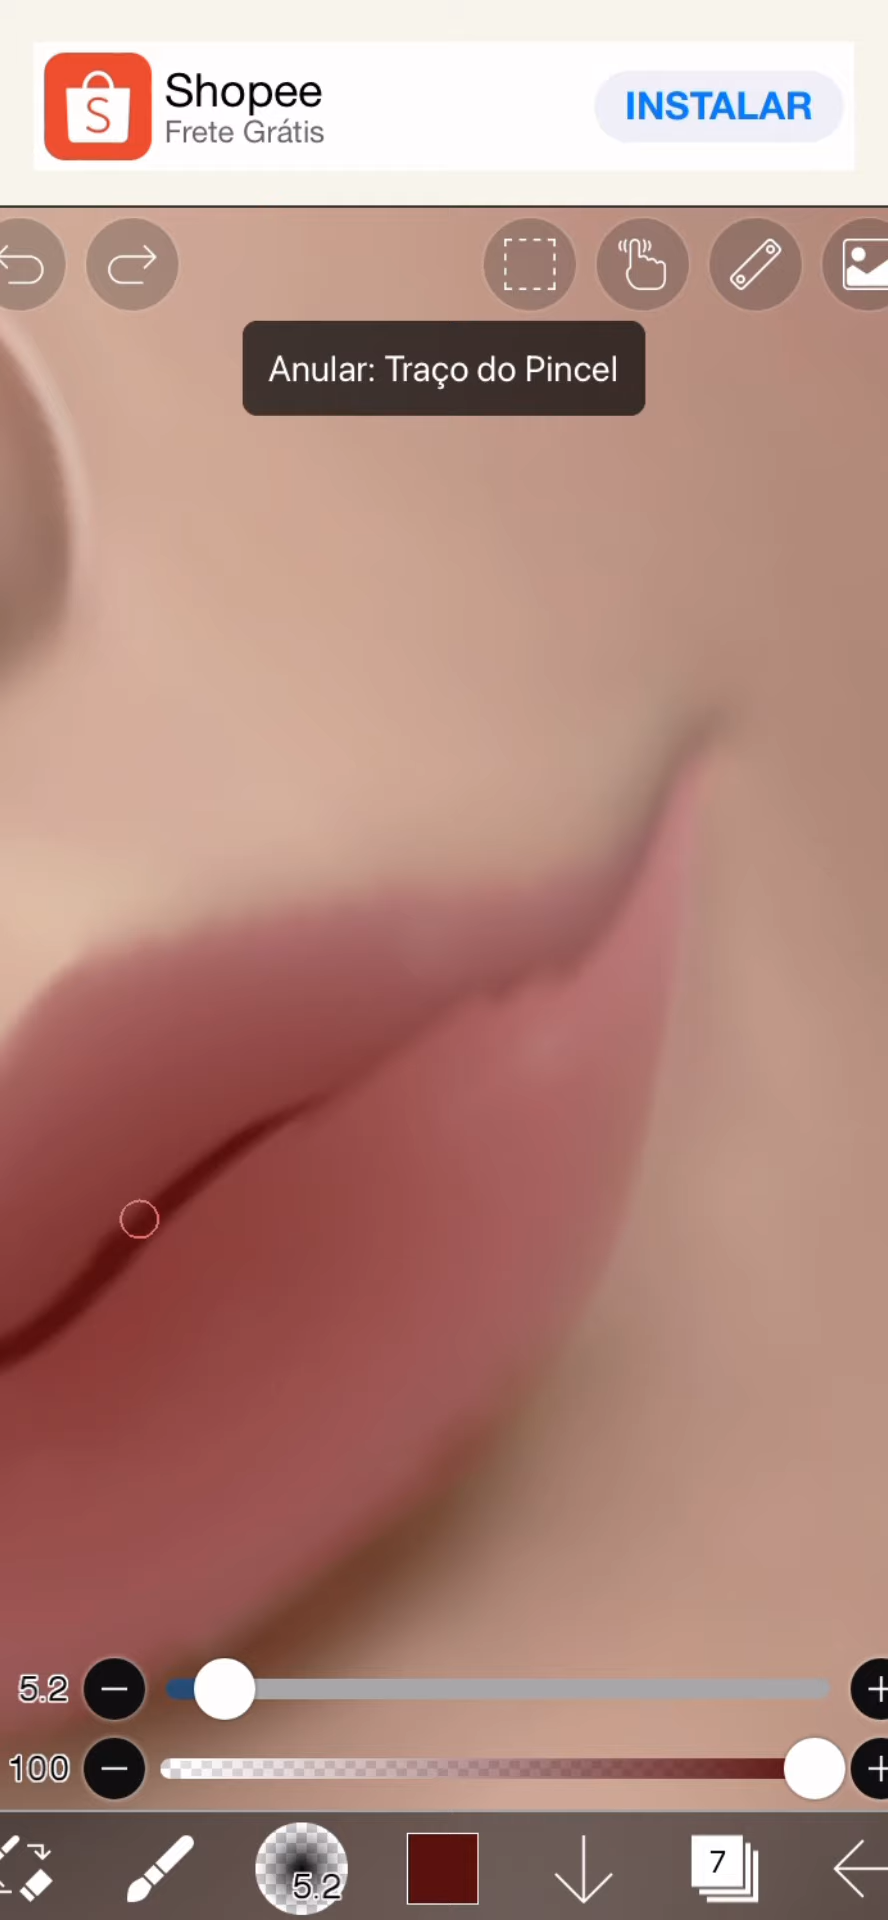 Shopee
Frete Grátis
INSTALAR
S
Anular: Traço do Pincel
5.2
100
5.2
7